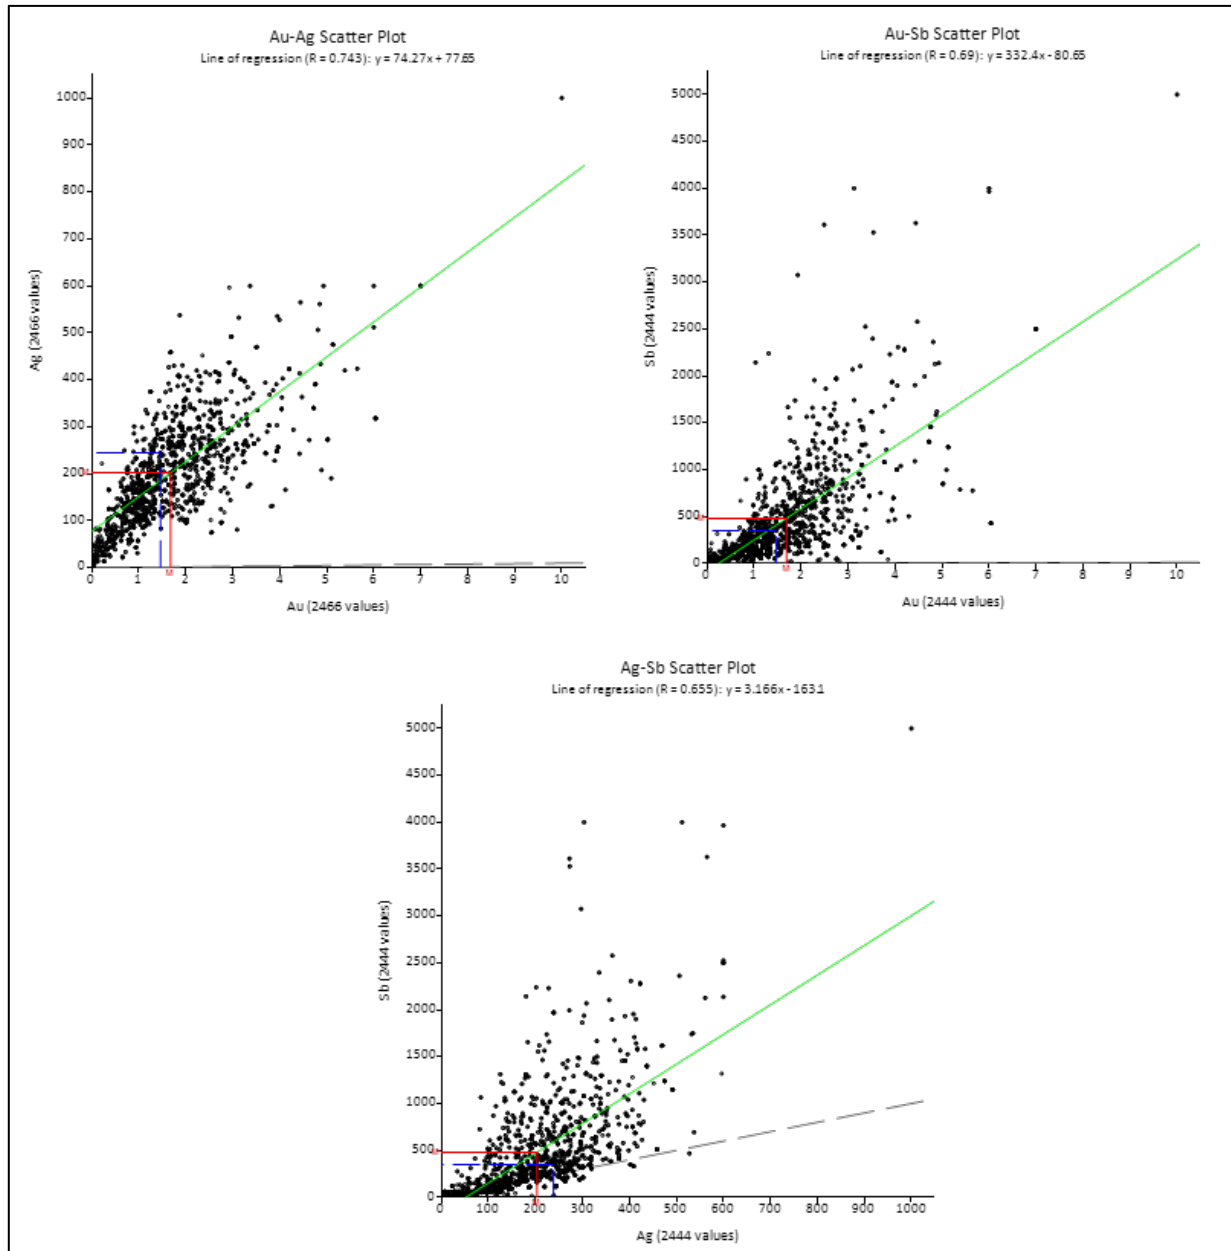 Au-Ag Scatter Plot
Line of regression (R = 0.743): y = 74.27x + 77.65
1000
900
800
700
600
500
400
300
200
100
0
Ag (2466 values)
M
M
0 1 2 3 4 5 6 7 8 9 10
Au (2466 values)
Au-Sb Scatter Plot
Line of regression (R = 0.69): y = 332.4x - 80.65
5000
4500
4000
3500
3000
2500
2000
1500
1000
500
0
Sb (2444 values)
M
M
0 1 2 3 4 5 6 7 8 9 10
Au (2444 values)
Ag-Sb Scatter Plot
Line of regression (R = 0.655): y = 3.166x - 163.1
5000
4500
4000
3500
3000
2500
2000
1500
1000
500
0
Sb (2444 values)
M
M
0 100 200 300 400 500 600 700 800 900 1000
Ag (2444 values)